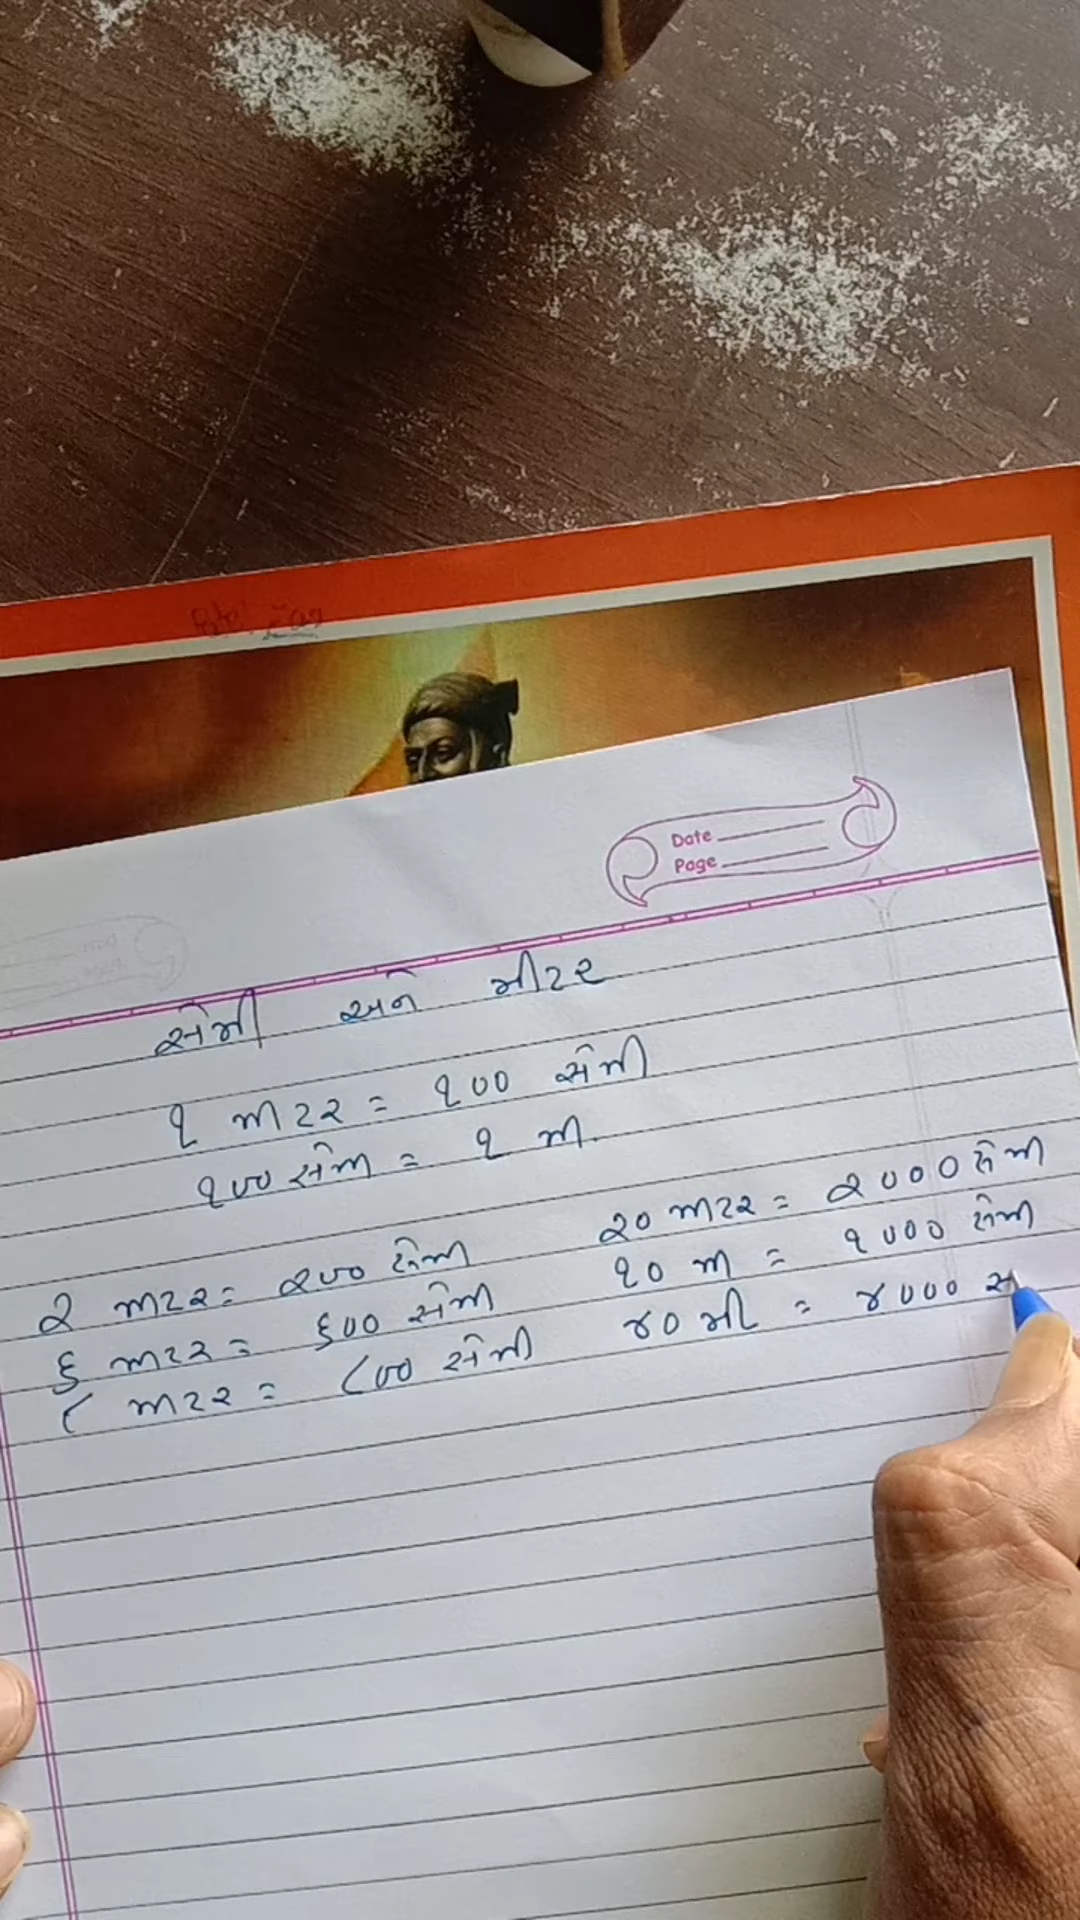 Date
Page
સેમી અને મીટર
૧ મીટર = ૧૦૦ સેમી
૧૦૦ સેમી = ૧ મી.
૨ મીટર = ૨૦૦ સેમી
૬ મીટર = ૬૦૦ સેમી
૮ મીટર = ૮૦૦ સેમી
૨૦ મીટર = ૨૦૦૦ સેમી
૧૦ મી = ૧૦૦૦ સેમી
૪૦ મી = ૪૦૦૦ સ